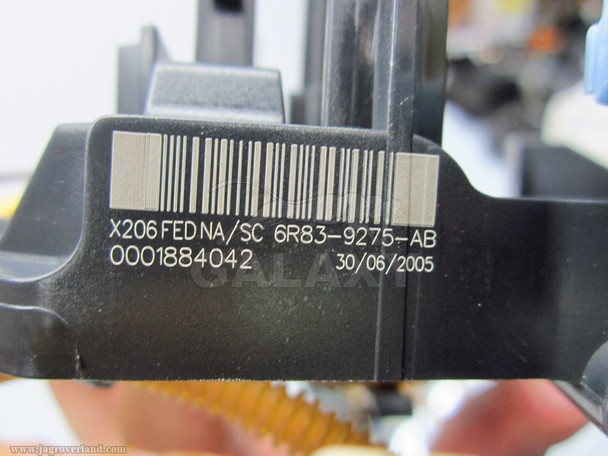 X206 FED NA/SC 6R83-9275-AB
0001884042 30/06/2005
GALAXY
www.jagroverland.com